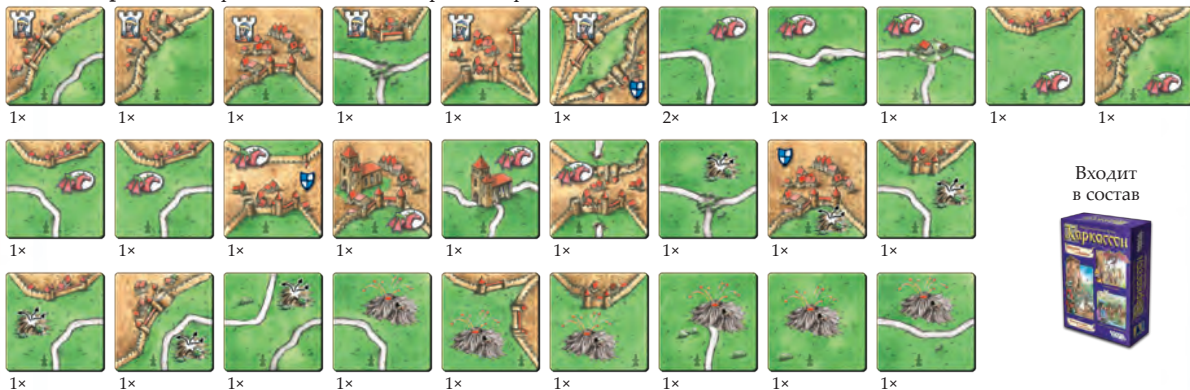 1× 1× 1× 1× 1× 1× 2× 1× 1× 1× 1×
1× 1× 1× 1× 1× 1× 1× 1× 1×
Входит
в состав
Каркассон
1× 1× 1× 1× 1× 1× 1× 1× 1×